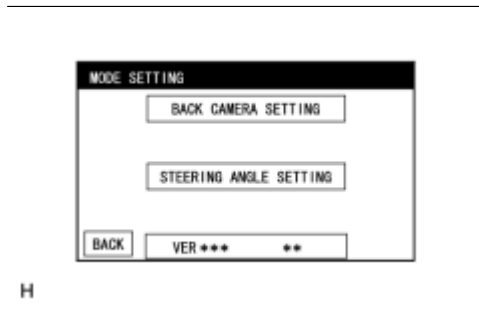 MODE SETTING
BACK CAMERA SETTING
STEERING ANGLE SETTING
BACK
VER✱✱✱ ✱✱
H